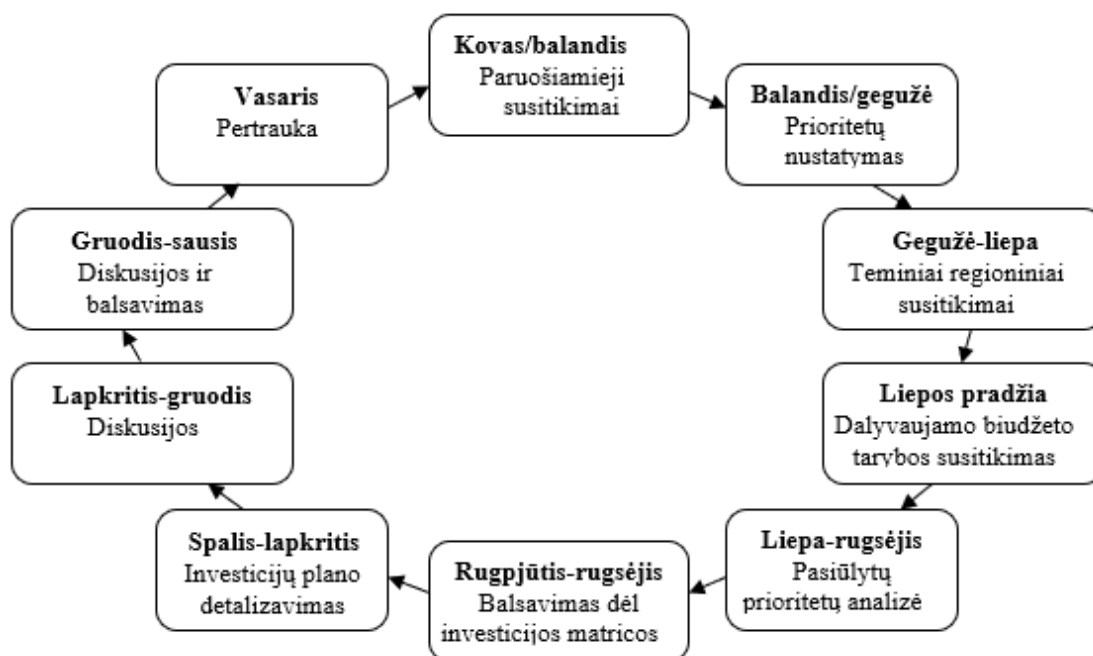 Kovas/balandis
Paruošiamieji
susitikimai
Balandis/gegužė
Prioritetų
nustatymas
Gegužė-liepa
Teminiai regioniniai
susitikimai
Liepos pradžia
Dalyvaujamo biudžeto
tarybos susitikimas
Liepa-rugsėjis
Pasiūlytų
prioritetų analizė
Rugpjūtis-rugsėjis
Balsavimas dėl
investicijos matricos
Spalis-lapkritis
Investicijų plano
detalizavimas
Lapkritis-gruodis
Diskusijos
Gruodis-sausis
Diskusijos ir
balsavimas
Vasaris
Pertrauka